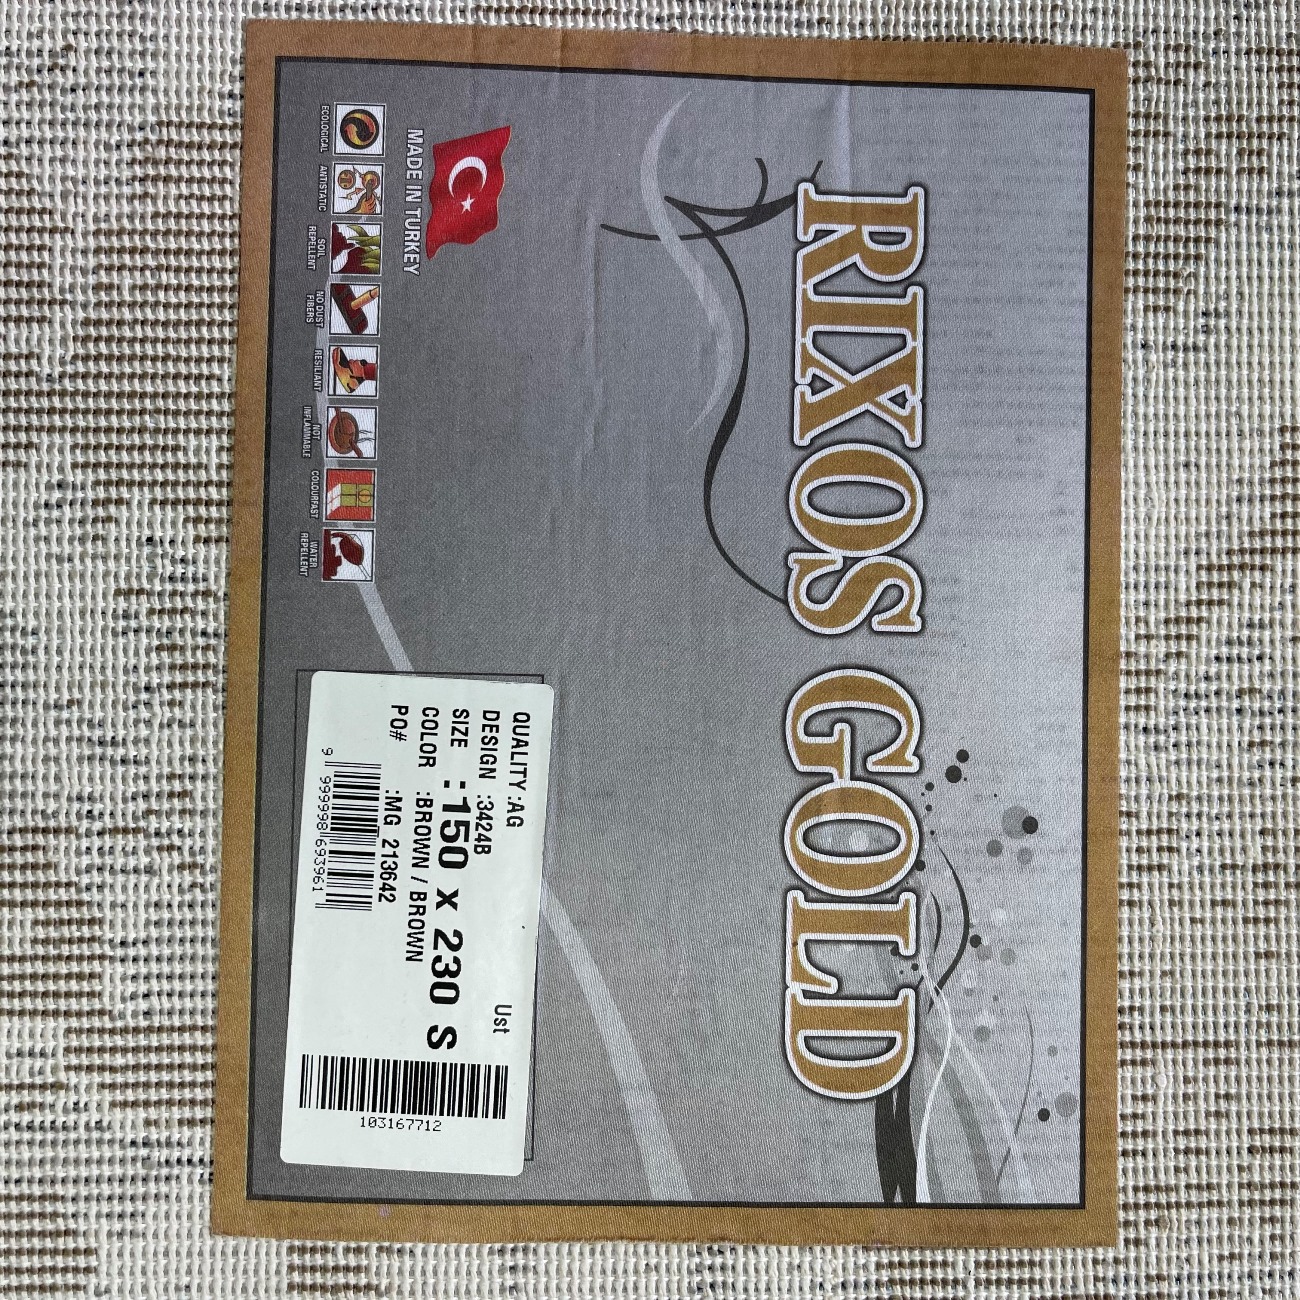 RIXOS GOLD
MADE IN TURKEY
ECOLOGICAL
ANTISTATIC
SOIL
REPELLENT
NO DUST
FIBERS
RESILIANT
NOT
INFLAMMABLE
COLOURFAST
WATER
REPELLENT
QUALITY :AG
DESIGN :3424B
Ust
SIZE :150 X 230 S
COLOR :BROWN / BROWN
PO# :MG 213642
9 999998 693961
103167712